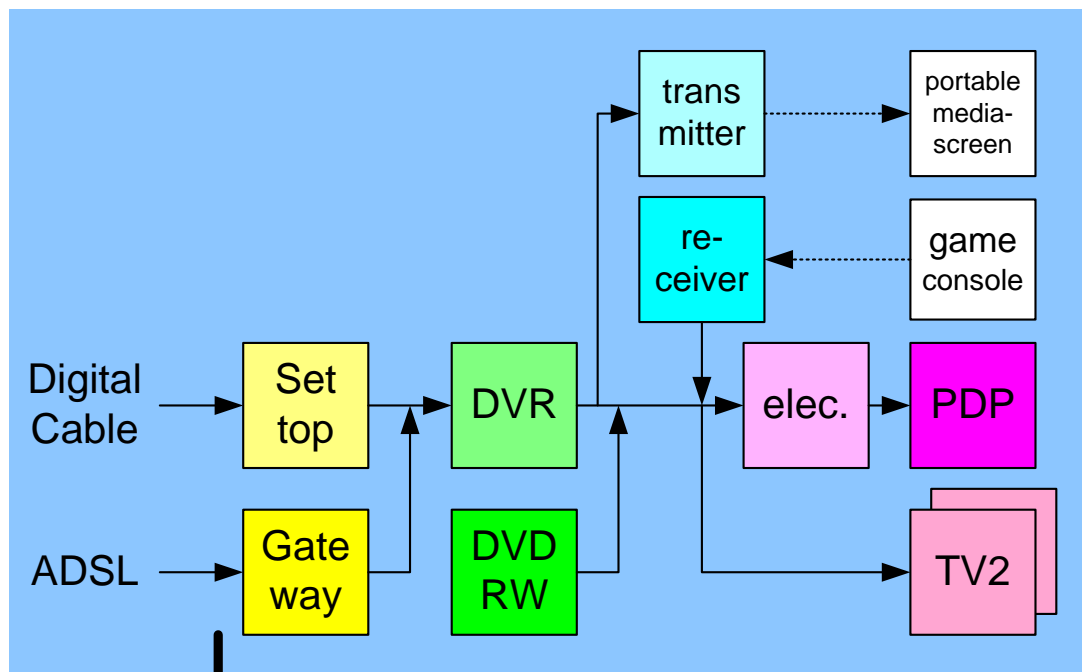 trans
mitter
portable
media-
screen
re-
ceiver
game
console
Digital
Cable
Set
top
DVR
elec.
PDP
ADSL
Gate
way
DVD
RW
TV2